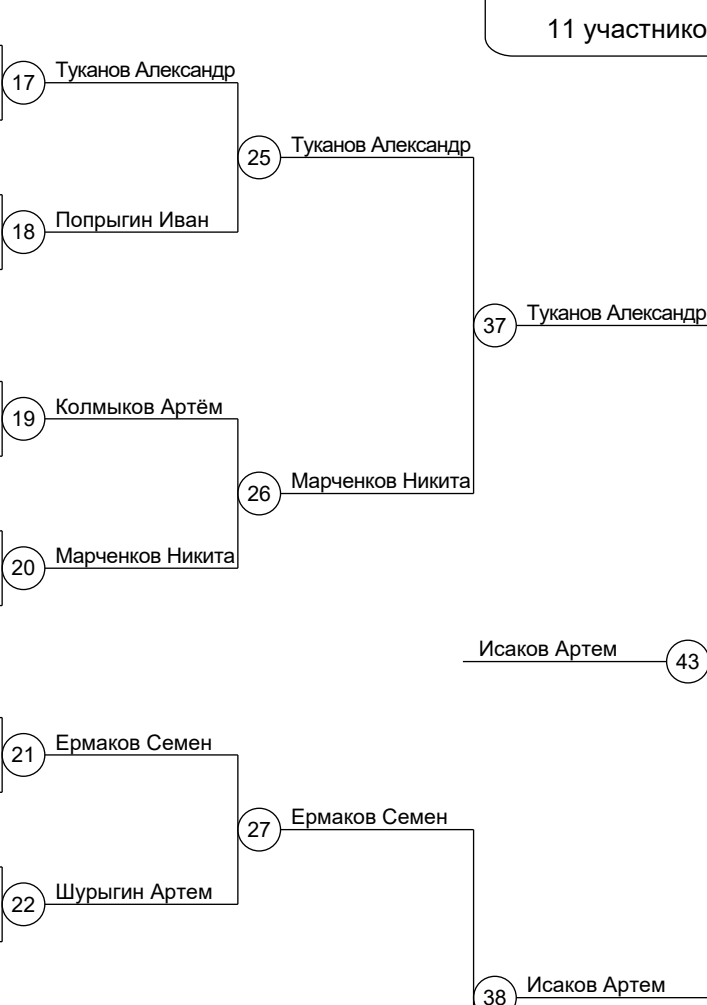 11 участнико
17
Туканов Александр
25
Туканов Александр
18
Попрыгин Иван
37
Туканов Александр
19
Колмыков Артём
26
Марченков Никита
20
Марченков Никита
Исаков Артем
43
21
Ермаков Семен
27
Ермаков Семен
22
Шурыгин Артем
38
Исаков Артем